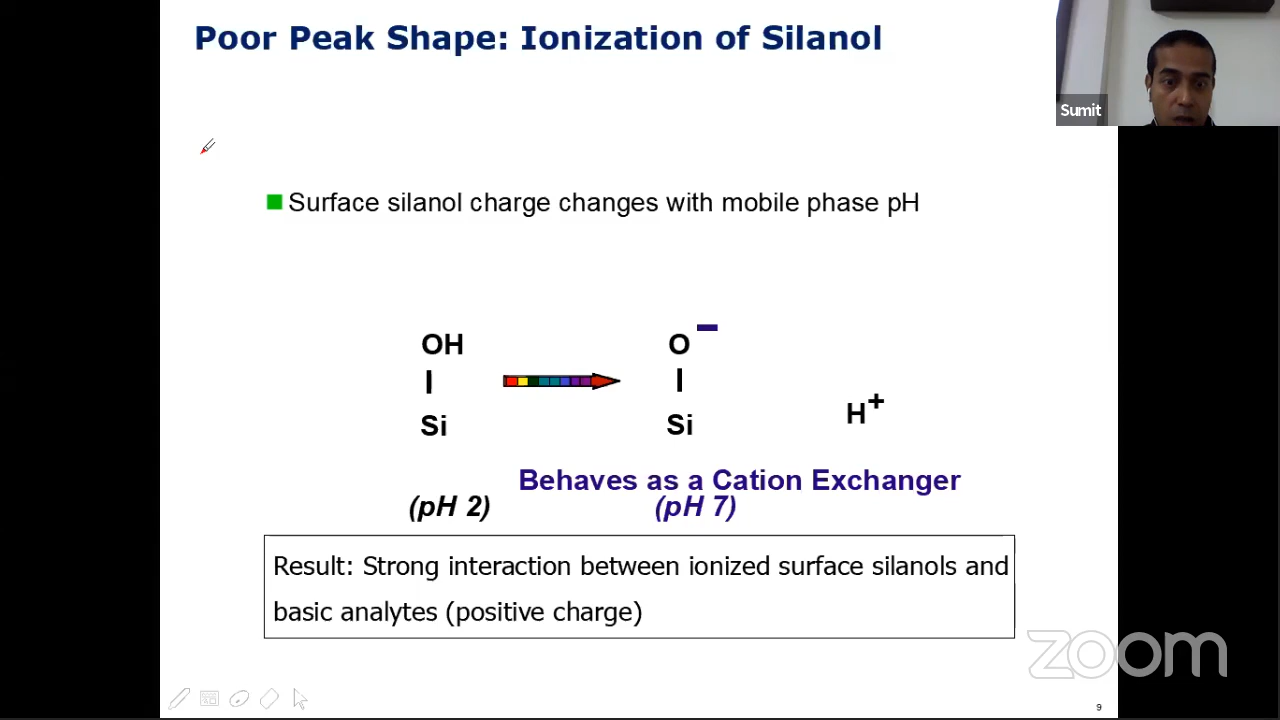 Poor Peak Shape: Ionization of Silanol
Sumit
Surface silanol charge changes with mobile phase pH
OH
O –
Si
Si
H+
Behaves as a Cation Exchanger
(pH 2)
(pH 7)
Result: Strong interaction between ionized surface silanols and
basic analytes (positive charge)
zoom
9